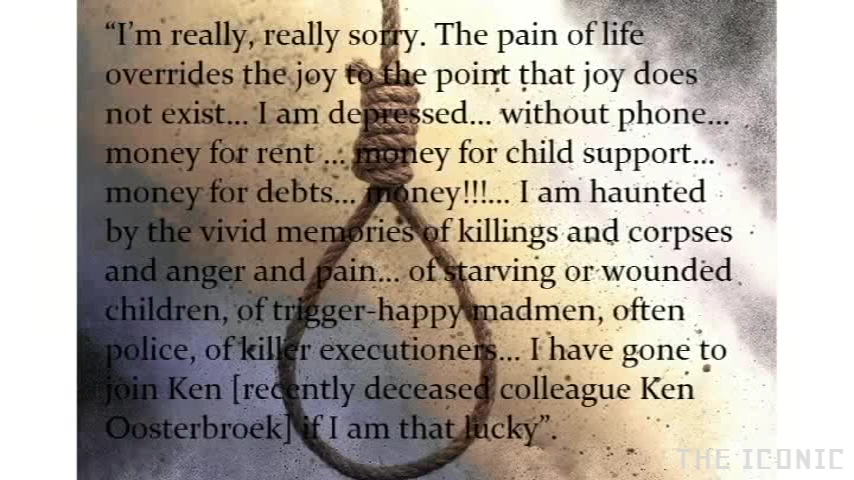 “I’m really, really sorry. The pain of life
overrides the joy to the point that joy does
not exist... I am depressed... without phone...
money for rent ... money for child support...
money for debts... money!!!... I am haunted
by the vivid memories of killings and corpses
and anger and pain... of starving or wounded
children, of trigger-happy madmen, often
police, of killer executioners... I have gone to
join Ken [recently deceased colleague Ken
Oosterbroek] if I am that lucky”.
THE ICONIC